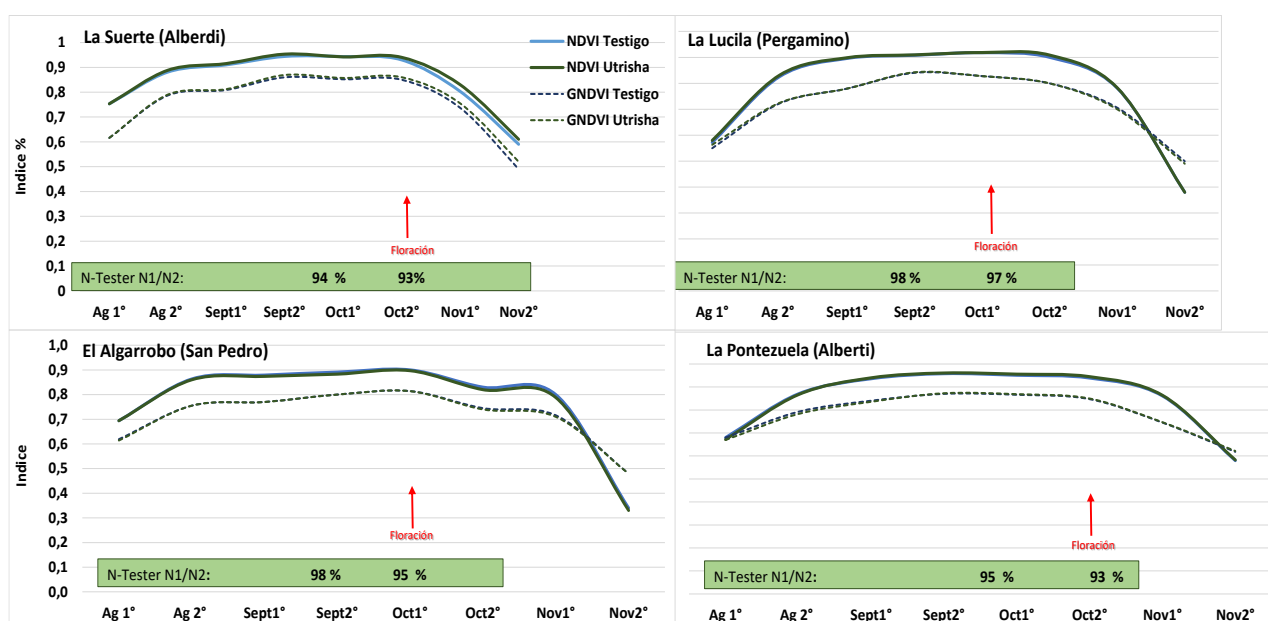 La Suerte (Alberdi)
NDVI Testigo
NDVI Utrisha
GNDVI Testigo
GNDVI Utrisha
Indice %
1
0,9
0,8
0,7
0,6
0,5
0,4
0,3
0,2
0,1
0
Floración
N-Tester N1/N2: 94 % 93%
Ag 1° Ag 2° Sept1° Sept2° Oct1° Oct2° Nov1° Nov2°
La Lucila (Pergamino)
Floración
N-Tester N1/N2: 98 % 97 %
Ag 1° Ag 2° Sept1° Sept2° Oct1° Oct2° Nov1° Nov2°
El Algarrobo (San Pedro)
Indice
1,0
0,9
0,8
0,7
0,6
0,5
0,4
0,3
0,2
0,1
0,0
Floración
N-Tester N1/N2: 98 % 95 %
Ag 1° Ag 2° Sept1° Sept2° Oct1° Oct2° Nov1° Nov2°
La Pontezuela (Alberti)
Floración
N-Tester N1/N2: 95 % 93 %
Ag 1° Ag 2° Sept1° Sept2° Oct1° Oct2° Nov1° Nov2°